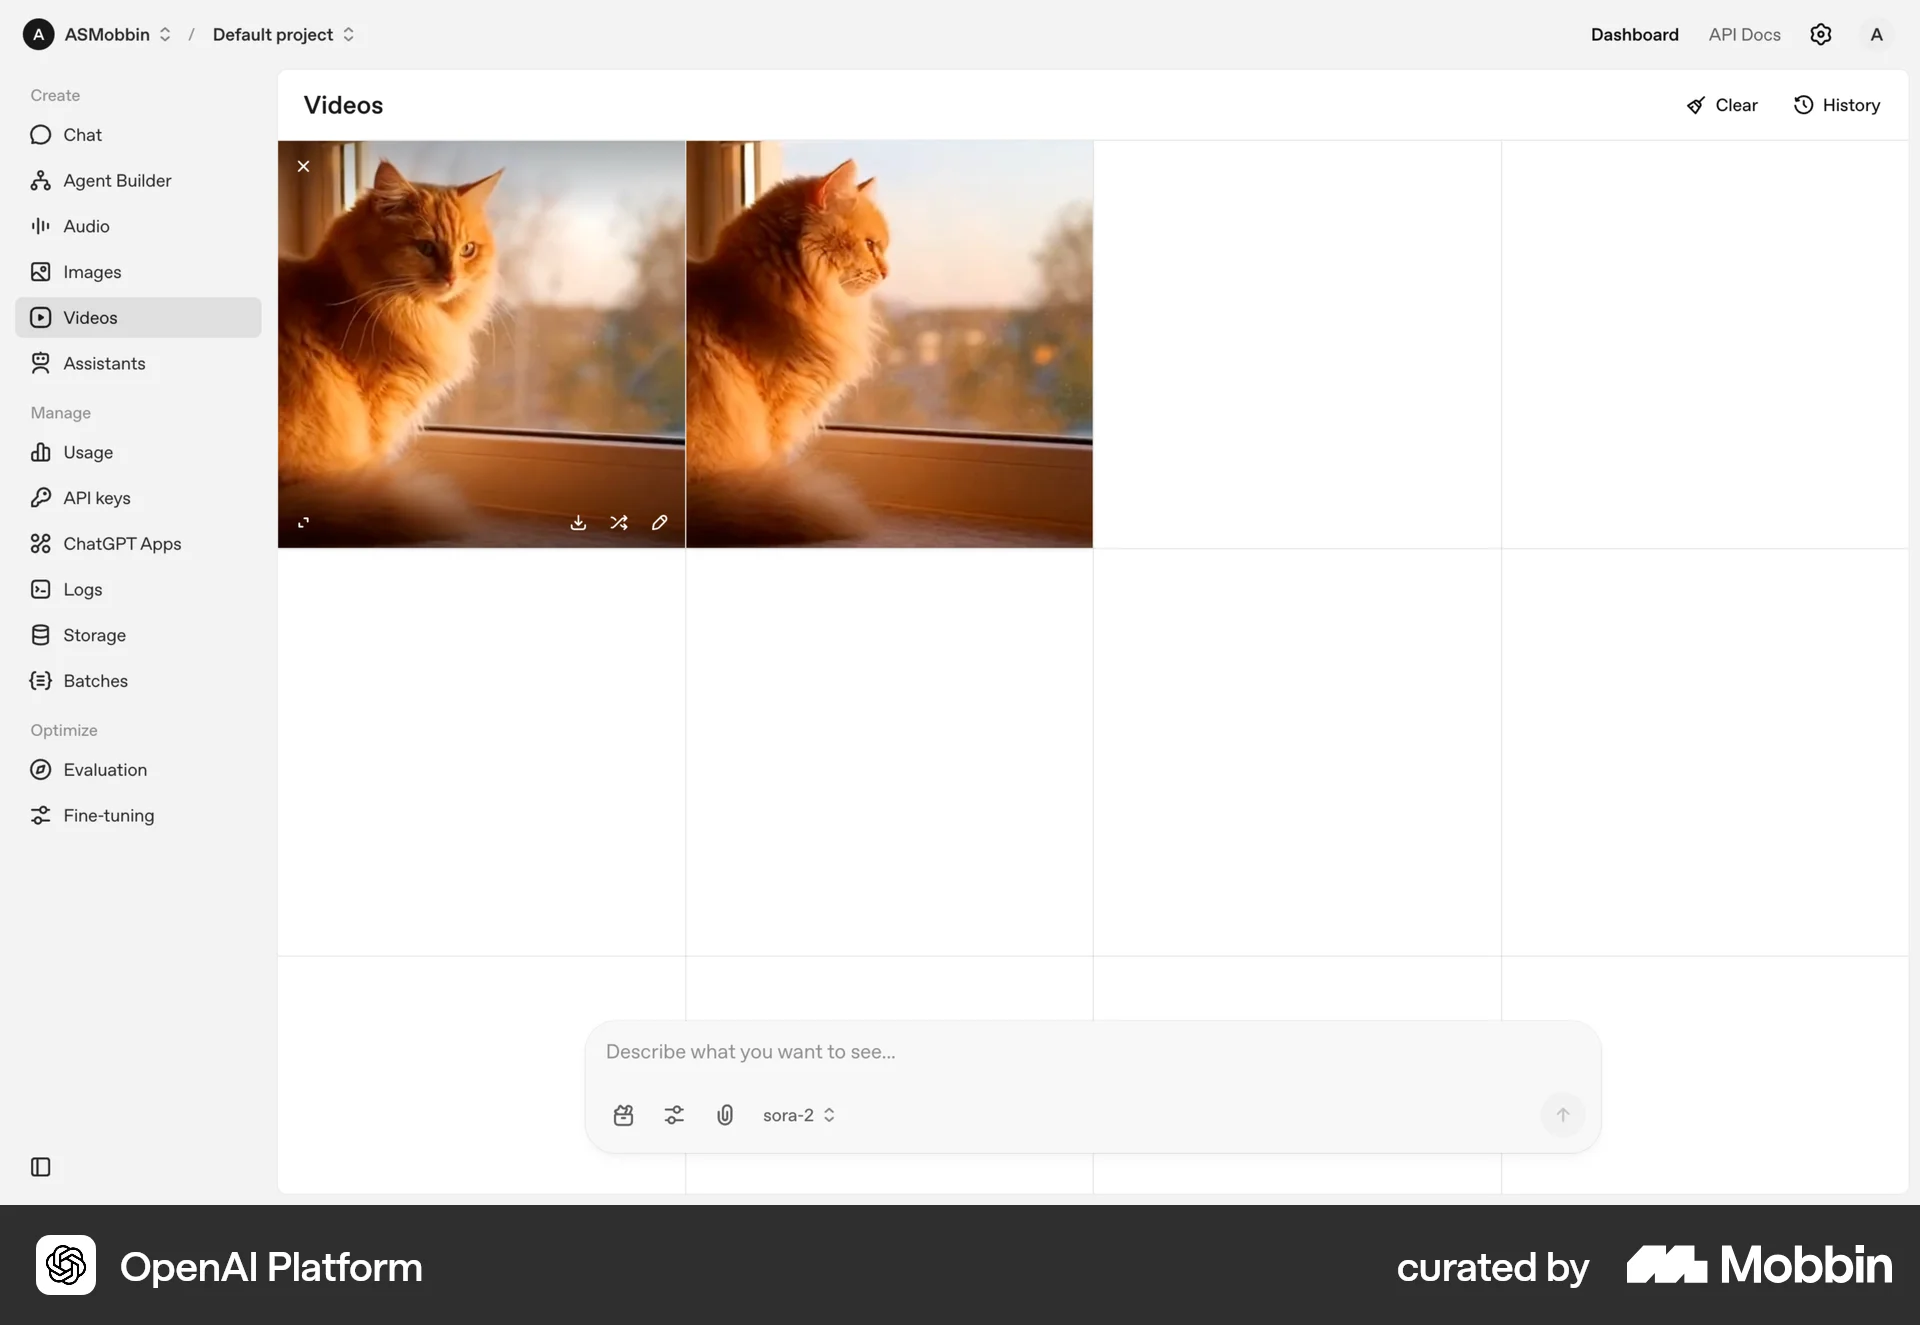 A ASMobbin / Default project
Dashboard API Docs A
Create
Chat
Agent Builder
Audio
Images
Videos
Assistants
Manage
Usage
API keys
ChatGPT Apps
Logs
Storage
Batches
Optimize
Evaluation
Fine-tuning
Videos
Clear History
Describe what you want to see...
sora-2
OpenAI Platform
curated by Mobbin